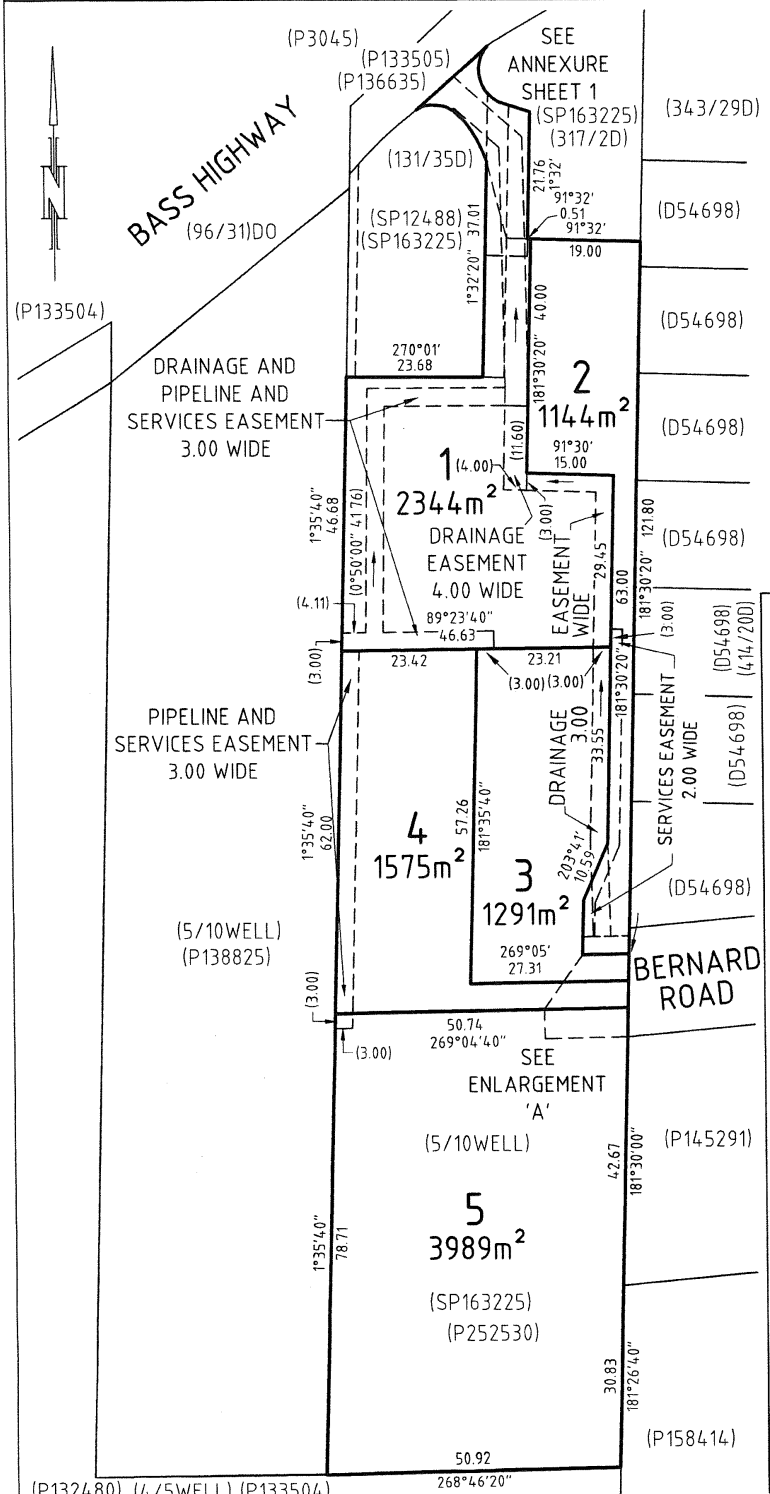 (P3045)
(P133505)
(P136635)
SEE
ANNEXURE
SHEET 1
(SP163225)
(317/2D)
(343/29D)
N
BASS HIGHWAY
(131/35D)
21.76
1°32'
91°32'
0.51
91°32'
19.00
(D54698)
(96/31)DO
(SP12488)
(SP163225)
37.01
1°32'20"
(P133504)
270°01'
23.68
40.00
181°30'20"
(D54698)
DRAINAGE AND
PIPELINE AND
SERVICES EASEMENT
3.00 WIDE
2
1144m²
91°30'
15.00
(D54698)
(11.60)
1
2344m²
(4.00)
(3.00)
DRAINAGE
EASEMENT
4.00 WIDE
1°35'40"
46.68
(0°50'00" 41.76)
EASEMENT
WIDE
29.45
63.00
121.80
181°30'20"
(D54698)
(4.11)
89°23'40"
46.63
(3.00)
(3.00)
23.42
23.21
(3.00)
(3.00)
181°30'20"
(D54698)
(414/20D)
PIPELINE AND
SERVICES EASEMENT
3.00 WIDE
DRAINAGE
3.00
33.55
SERVICES EASEMENT
2.00 WIDE
(D54698)
1°35'40"
62.00
57.26
181°35'40"
4
1575m²
203°41'
10.59
3
1291m²
(D54698)
(5/10WELL)
(P138825)
269°05'
27.31
BERNARD
ROAD
(3.00)
50.74
269°04'40"
(3.00)
SEE
ENLARGEMENT
'A'
(5/10WELL)
42.67
181°30'00"
(P145291)
1°35'40"
78.71
5
3989m²
(SP163225)
(P252530)
30.83
181°26'40"
(P158414)
50.92
268°46'20"
(P132480) (4/5WELL) (P133504)